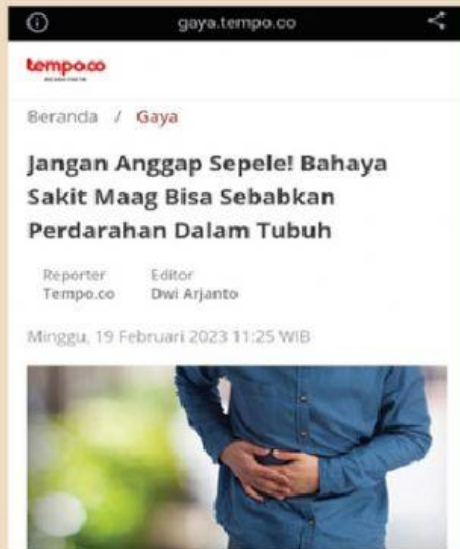 gaya.tempo.co
tempo.co
Beranda / Gaya
Jangan Anggap Sepele! Bahaya
Sakit Maag Bisa Sebabkan
Perdarahan Dalam Tubuh
Reporter Editor
Tempo.co Dwi Arjanto
Minggu, 19 Februari 2023 11:25 WIB